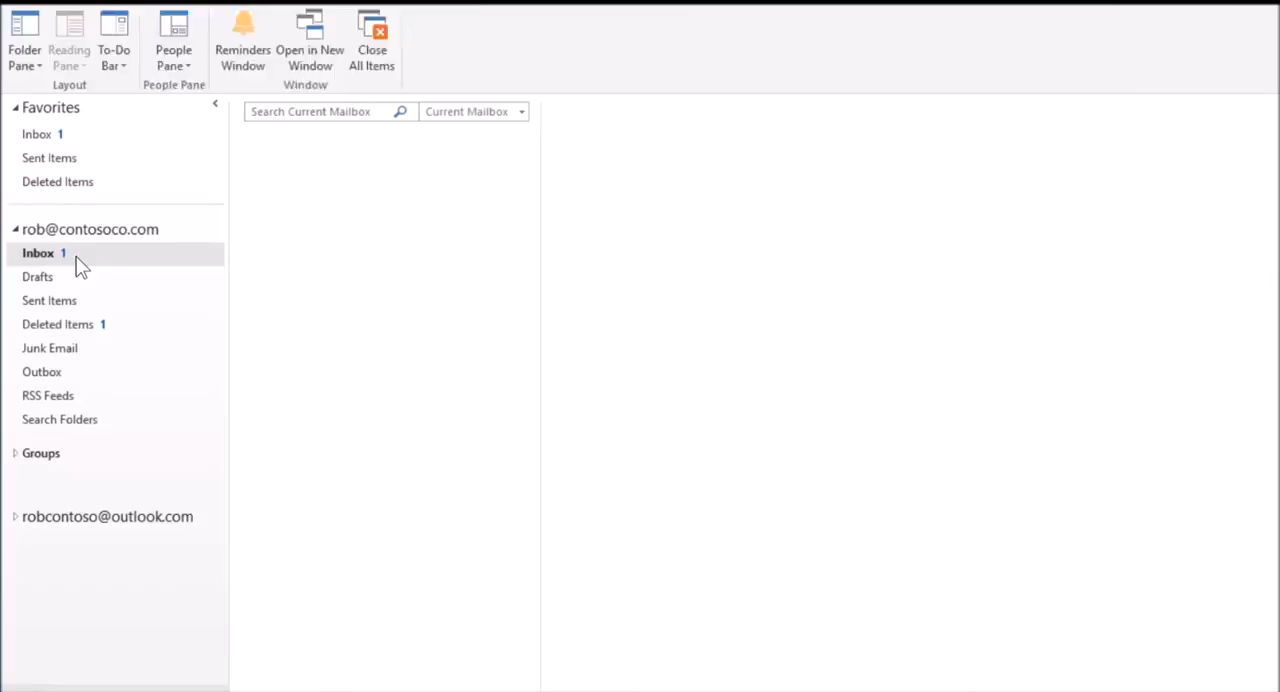 Folder Pane
Reading Pane
To-Do Bar
Layout
People Pane
People Pane
Reminders Window
Open in New Window
Close All Items
Window
Favorites
Inbox 1
Sent Items
Deleted Items
rob@contosoco.com
Inbox 1
Drafts
Sent Items
Deleted Items 1
Junk Email
Outbox
RSS Feeds
Search Folders
Groups
robcontoso@outlook.com
Search Current Mailbox
Current Mailbox